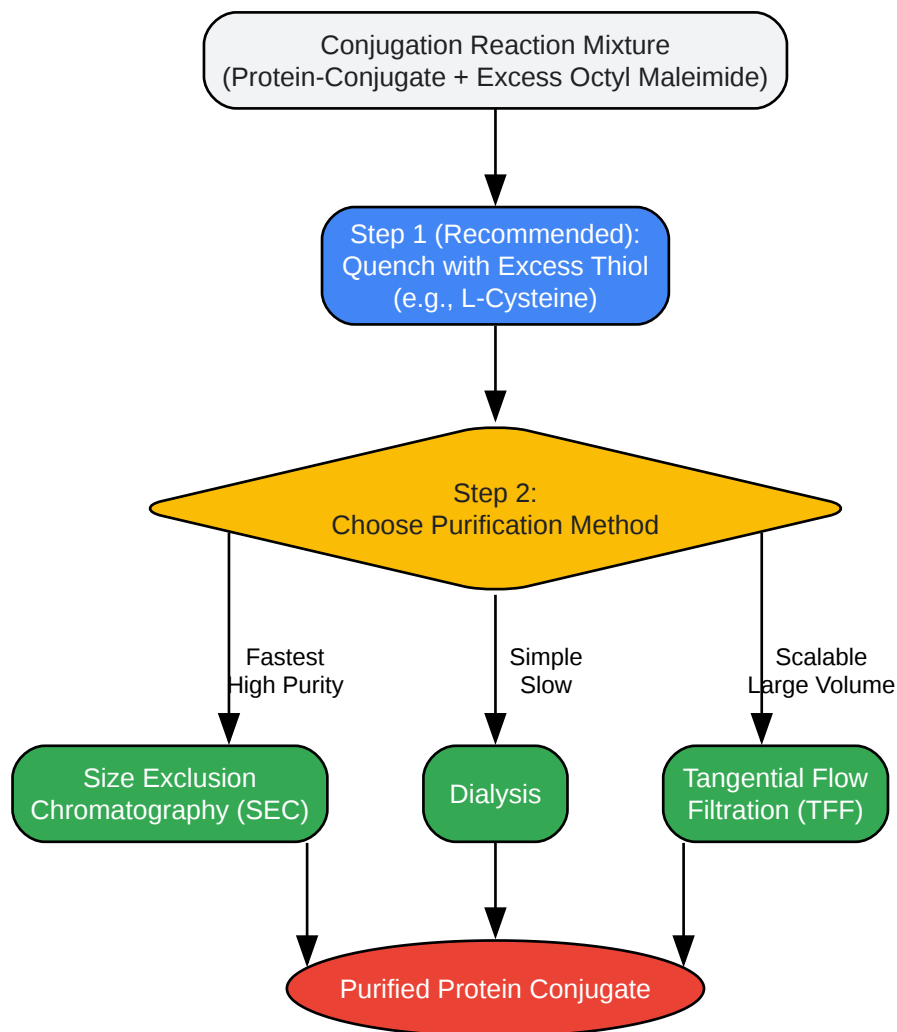 Conjugation Reaction Mixture
(Protein-Conjugate + Excess Octyl Maleimide)
Step 1 (Recommended):
Quench with Excess Thiol
(e.g., L-Cysteine)
Step 2:
Choose Purification Method
Fastest
High Purity
Simple
Slow
Scalable
Large Volume
Size Exclusion
Chromatography (SEC)
Dialysis
Tangential Flow
Filtration (TFF)
Purified Protein Conjugate